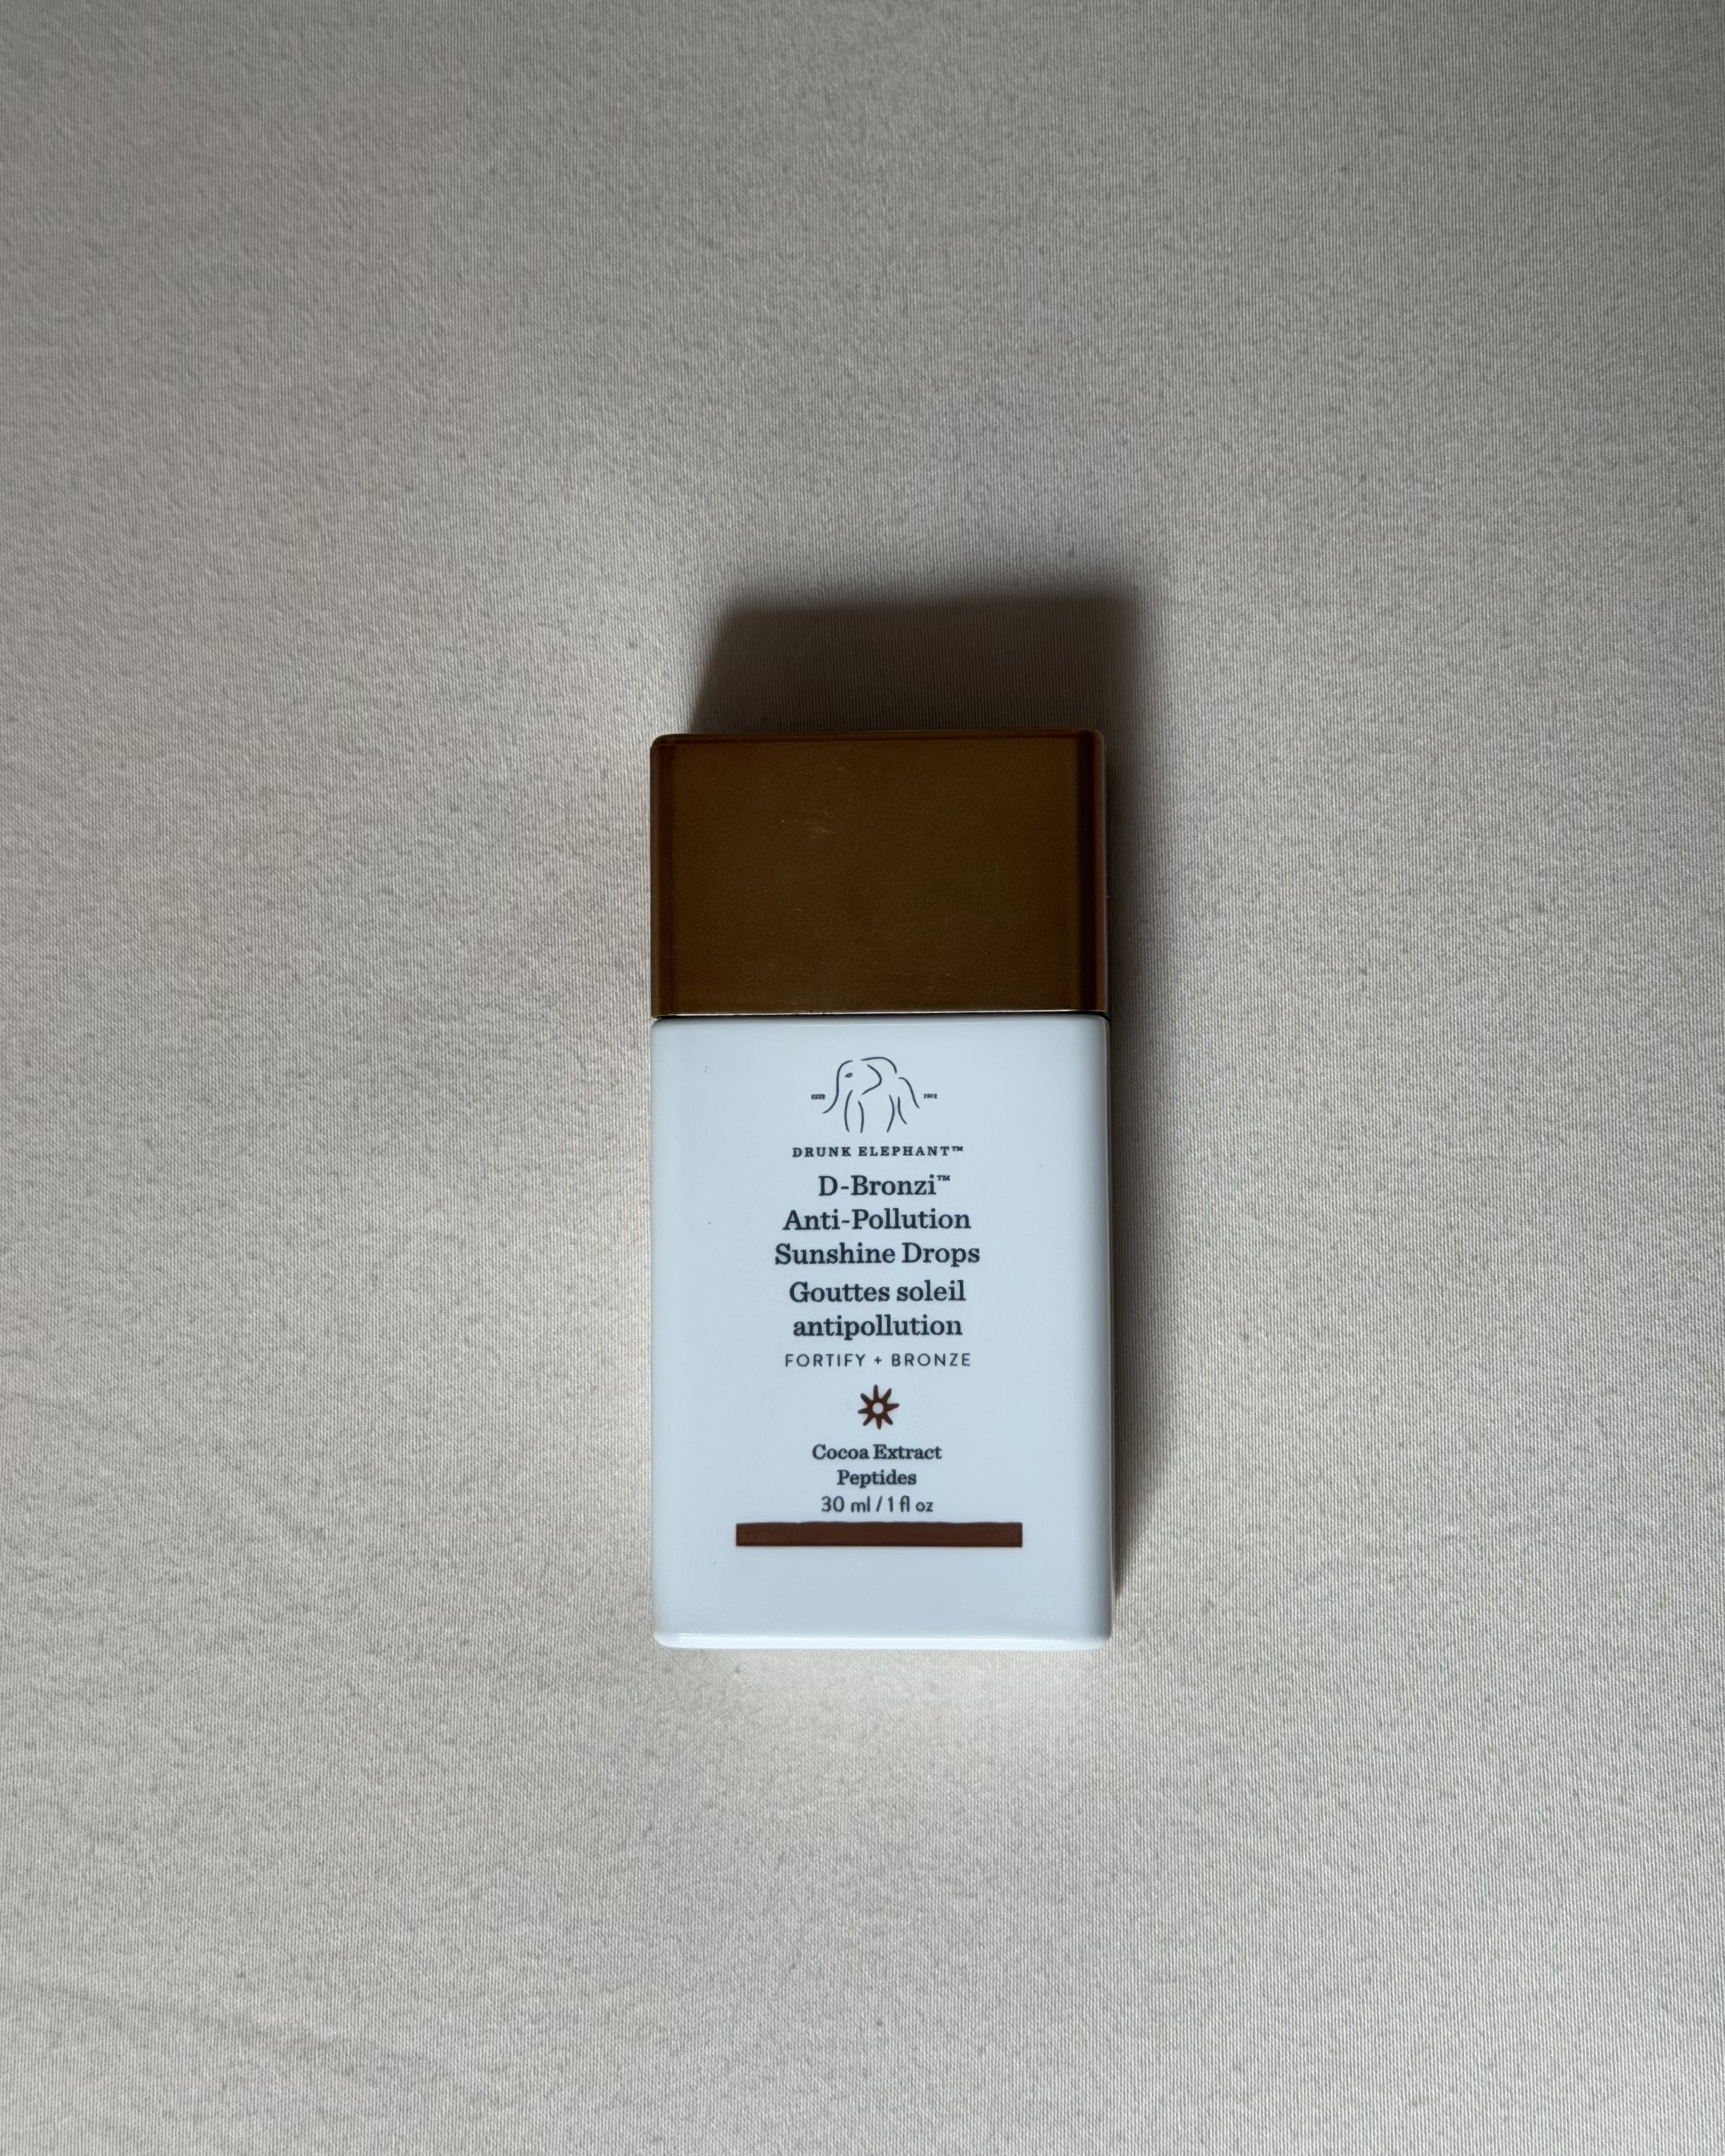 DRUNK ELEPHANT™
D-Bronzi™
Anti-Pollution
Sunshine Drops
Gouttes soleil
antipollution
FORTIFY + BRONZE
Cocoa Extract
Peptides
30 ml / 1 fl oz